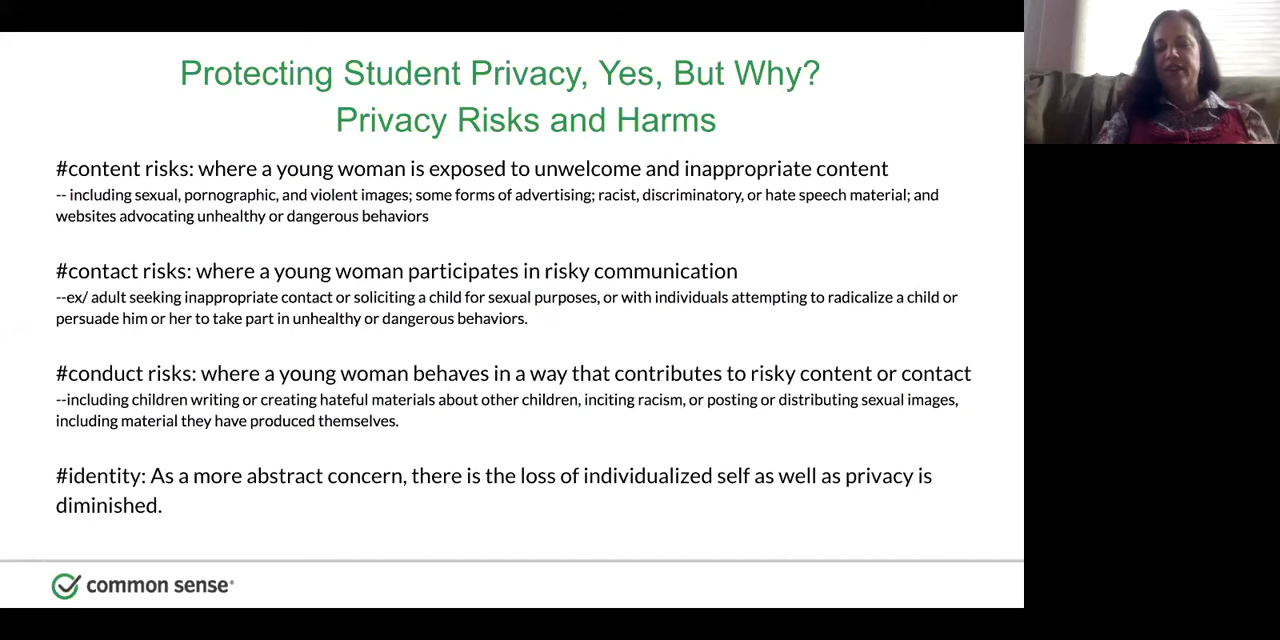 Protecting Student Privacy, Yes, But Why?
Privacy Risks and Harms
#content risks: where a young woman is exposed to unwelcome and inappropriate content
-- including sexual, pornographic, and violent images; some forms of advertising; racist, discriminatory, or hate speech material; and
websites advocating unhealthy or dangerous behaviors
#contact risks: where a young woman participates in risky communication
--ex/ adult seeking inappropriate contact or soliciting a child for sexual purposes, or with individuals attempting to radicalize a child or
persuade him or her to take part in unhealthy or dangerous behaviors.
#conduct risks: where a young woman behaves in a way that contributes to risky content or contact
--including children writing or creating hateful materials about other children, inciting racism, or posting or distributing sexual images,
including material they have produced themselves.
#identity: As a more abstract concern, there is the loss of individualized self as well as privacy is
diminished.
common sense®